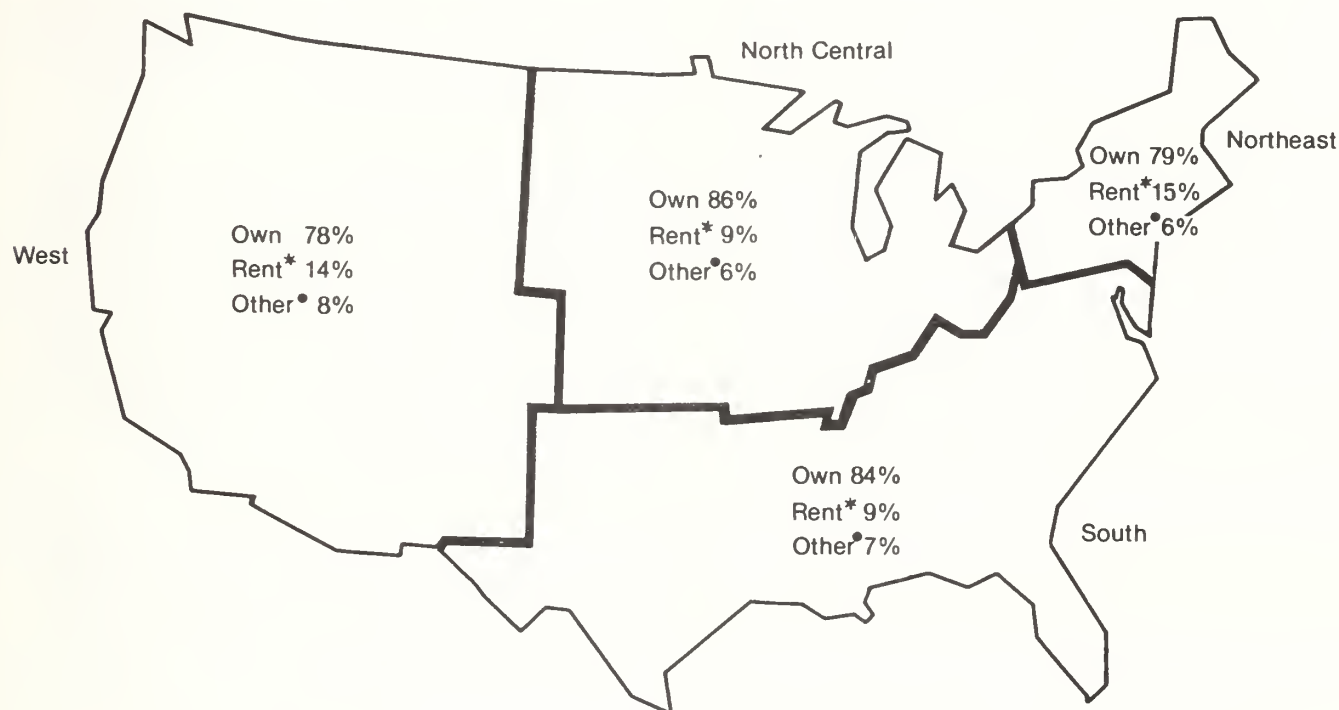 North Central
Northeast
Own 79%
Rent* 15%
Other• 6%
Own 86%
Rent* 9%
Other• 6%
West
Own 78%
Rent* 14%
Other• 8%
Own 84%
Rent* 9%
Other• 7%
South